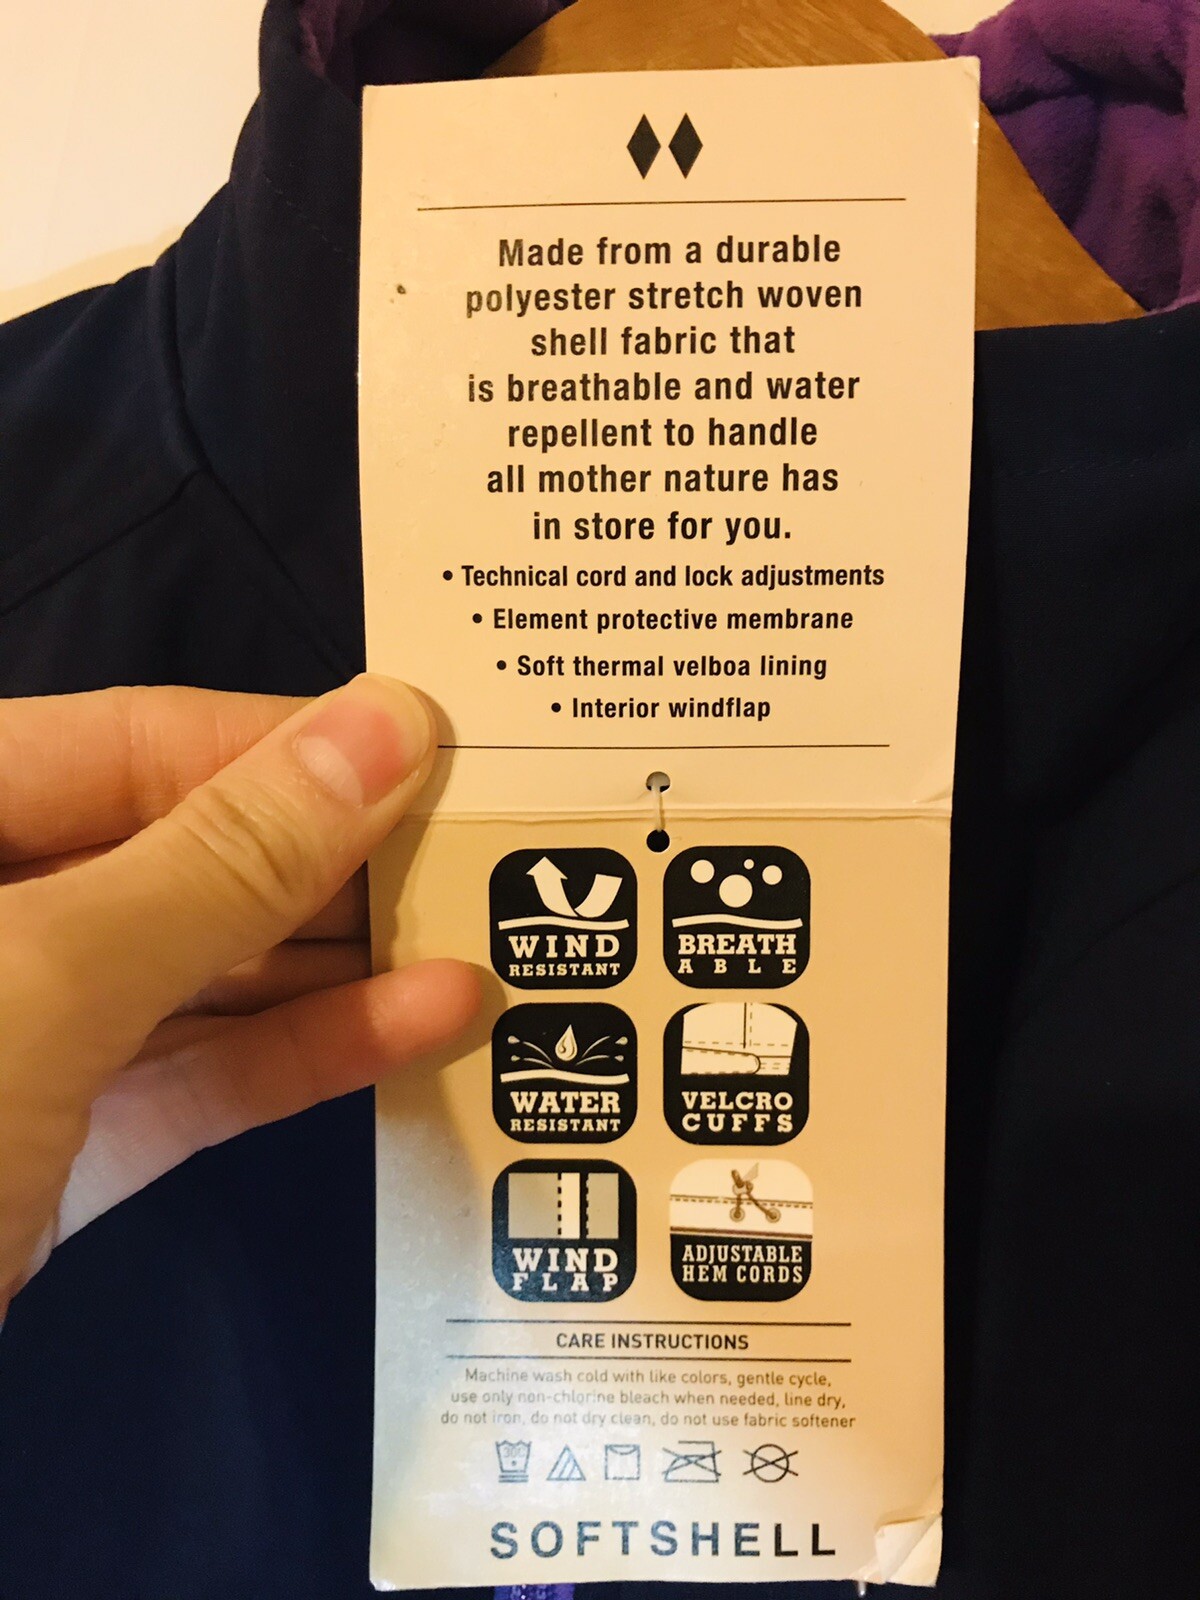 Made from a durable
polyester stretch woven
shell fabric that
is breathable and water
repellent to handle
all mother nature has
in store for you.
• Technical cord and lock adjustments
• Element protective membrane
• Soft thermal velboa lining
• Interior windflap
WIND
RESISTANT
BREATH
ABLE
WATER
RESISTANT
VELCRO
CUFFS
WIND
FLAP
ADJUSTABLE
HEM CORDS
CARE INSTRUCTIONS
Machine wash cold with like colors, gentle cycle,
use only non-chlorine bleach when needed, line dry,
do not iron, do not dry clean, do not use fabric softener
30C
SOFTSHELL